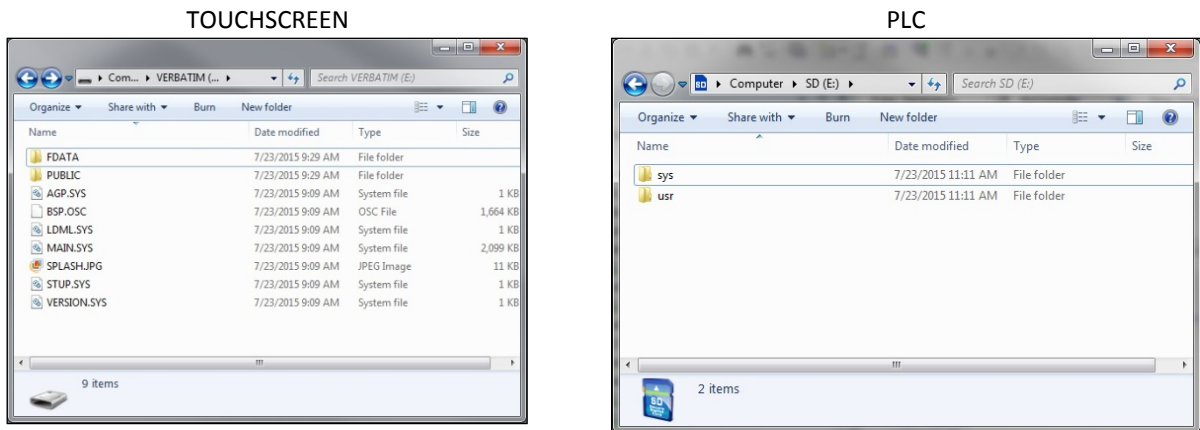 TOUCHSCREEN
Com... VERBATIM (... Search VERBATIM (E:)
Organize Share with Burn New folder
Name Date modified Type Size
FDATA 7/23/2015 9:29 AM File folder
PUBLIC 7/23/2015 9:29 AM File folder
AGP.SYS 7/23/2015 9:09 AM System file 1 KB
BSP.OSC 7/23/2015 9:09 AM OSC File 1,664 KB
LDML.SYS 7/23/2015 9:09 AM System file 1 KB
MAIN.SYS 7/23/2015 9:09 AM System file 2,099 KB
SPLASH.JPG 7/23/2015 9:09 AM JPEG Image 11 KB
STUP.SYS 7/23/2015 9:09 AM System file 1 KB
VERSION.SYS 7/23/2015 9:09 AM System file 1 KB
9 items
PLC
SD Computer SD (E:) Search SD (E:)
Organize Share with Burn New folder
Name Date modified Type Size
sys 7/23/2015 11:11 AM File folder
usr 7/23/2015 11:11 AM File folder
SD
2 items